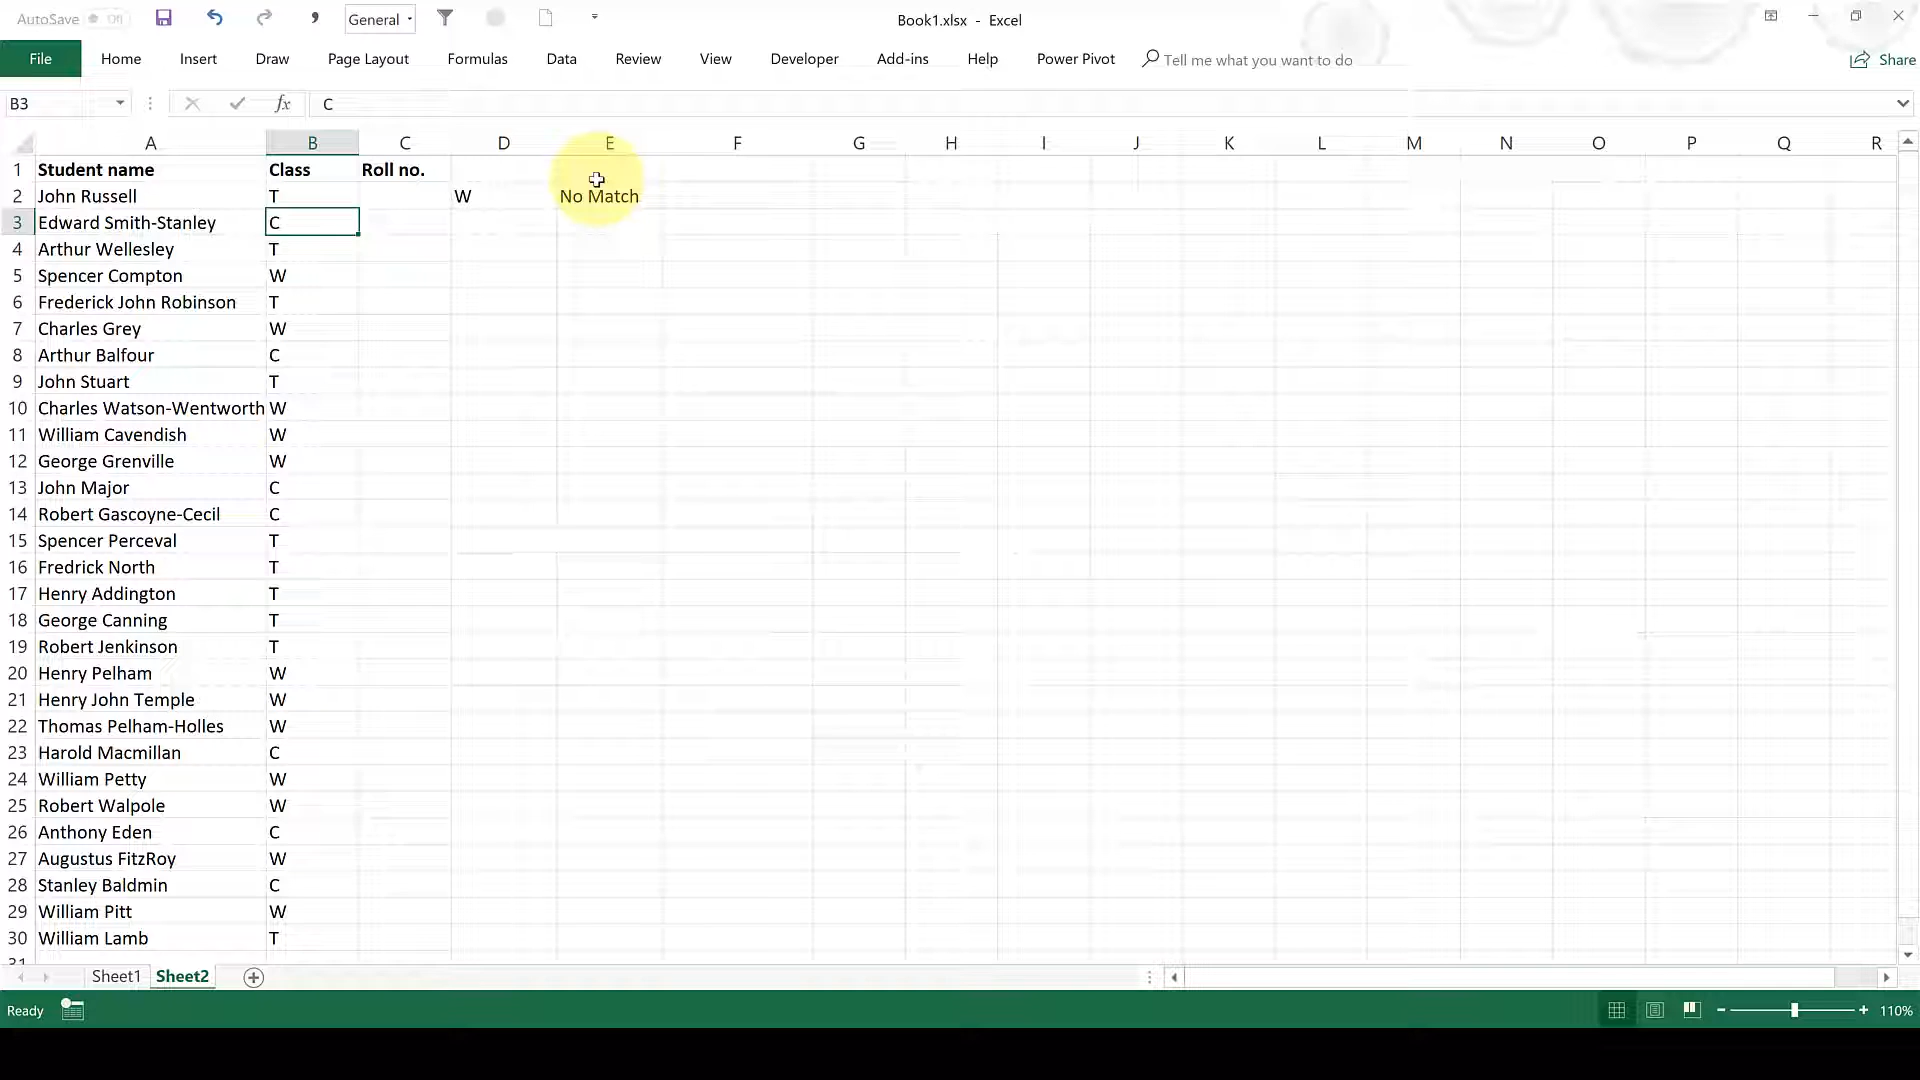 AutoSave Off General Book1.xlsx - Excel
File Home Insert Draw Page Layout Formulas Data Review View Developer Add-ins Help Power Pivot Tell me what you want to do Share
B3 fx C
A B C D E F G H I J K L M N O P Q R
1 Student name Class Roll no.
2 John Russell T W No Match
3 Edward Smith-Stanley C
4 Arthur Wellesley T
5 Spencer Compton W
6 Frederick John Robinson T
7 Charles Grey W
8 Arthur Balfour C
9 John Stuart T
10 Charles Watson-Wentworth W
11 William Cavendish W
12 George Grenville W
13 John Major C
14 Robert Gascoyne-Cecil C
15 Spencer Perceval T
16 Fredrick North T
17 Henry Addington T
18 George Canning T
19 Robert Jenkinson T
20 Henry Pelham W
21 Henry John Temple W
22 Thomas Pelham-Holles W
23 Harold Macmillan C
24 William Petty W
25 Robert Walpole W
26 Anthony Eden C
27 Augustus FitzRoy W
28 Stanley Baldmin C
29 William Pitt W
30 William Lamb T
31
Sheet1 Sheet2
Ready 110%